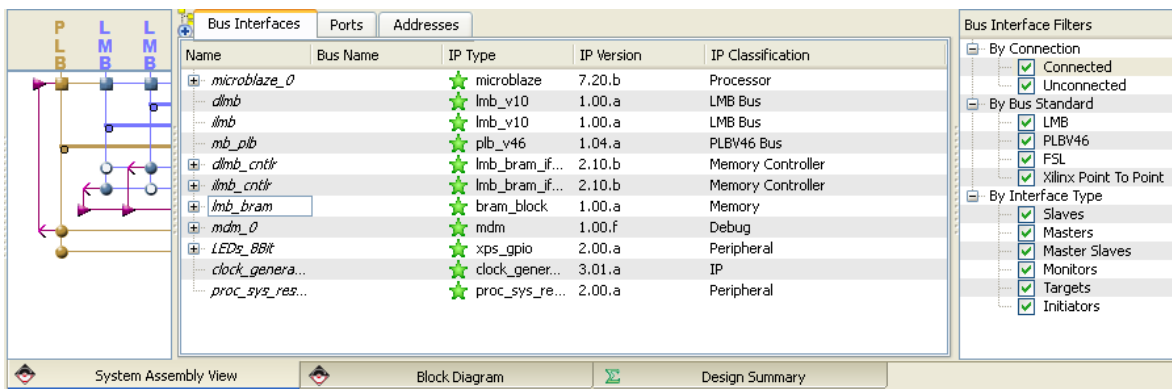 PLB LMB LMB
Bus Interfaces Ports Addresses
Name Bus Name IP Type IP Version IP Classification
microblaze_0 microblaze 7.20.b Processor
dlmb lmb_v10 1.00.a LMB Bus
ilmb lmb_v10 1.00.a LMB Bus
mb_plb plb_v46 1.04.a PLBV46 Bus
dlmb_cntlr lmb_bram_if... 2.10.b Memory Controller
ilmb_cntlr lmb_bram_if... 2.10.b Memory Controller
lmb_bram bram_block 1.00.a Memory
mdm_0 mdm 1.00.f Debug
LEDs_8Bit xps_gpio 2.00.a Peripheral
clock_genera... clock_gener... 3.01.a IP
proc_sys_res... proc_sys_re... 2.00.a Peripheral
Bus Interface Filters
By Connection
Connected
Unconnected
By Bus Standard
LMB
PLBV46
FSL
Xilinx Point To Point
By Interface Type
Slaves
Masters
Master Slaves
Monitors
Targets
Initiators
System Assembly View Block Diagram Design Summary